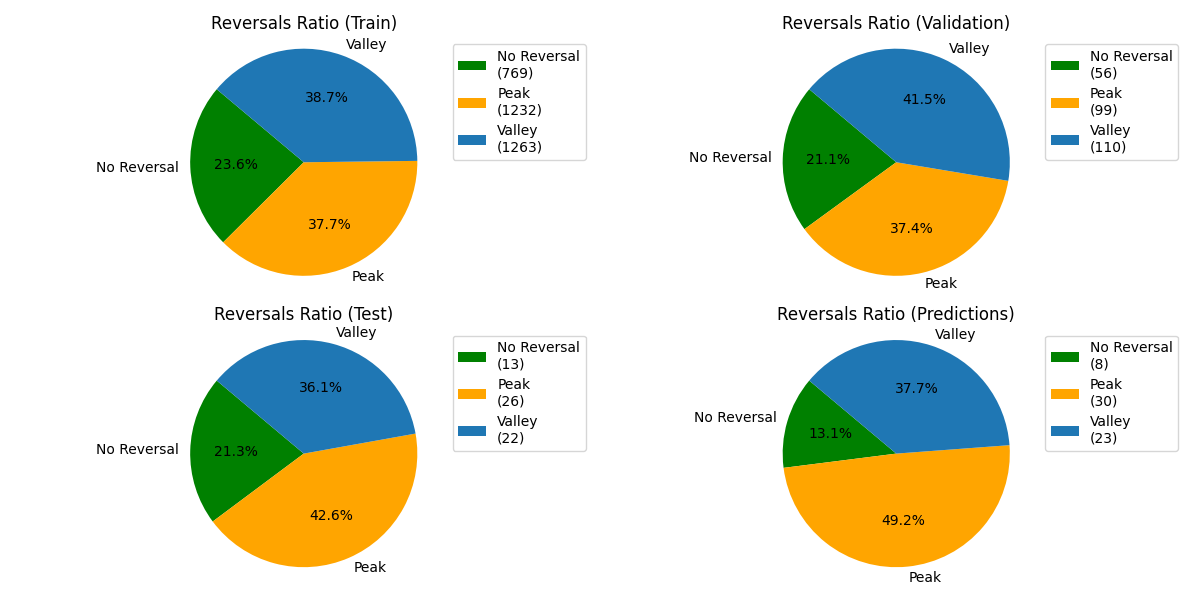 Reversals Ratio (Train)
Valley
38.7%
No Reversal
23.6%
37.7%
Peak
No Reversal
(769)
Peak
(1232)
Valley
(1263)
Reversals Ratio (Validation)
Valley
41.5%
No Reversal
21.1%
37.4%
Peak
No Reversal
(56)
Peak
(99)
Valley
(110)
Reversals Ratio (Test)
Valley
36.1%
No Reversal
21.3%
42.6%
Peak
No Reversal
(13)
Peak
(26)
Valley
(22)
Reversals Ratio (Predictions)
Valley
37.7%
No Reversal
13.1%
49.2%
Peak
No Reversal
(8)
Peak
(30)
Valley
(23)